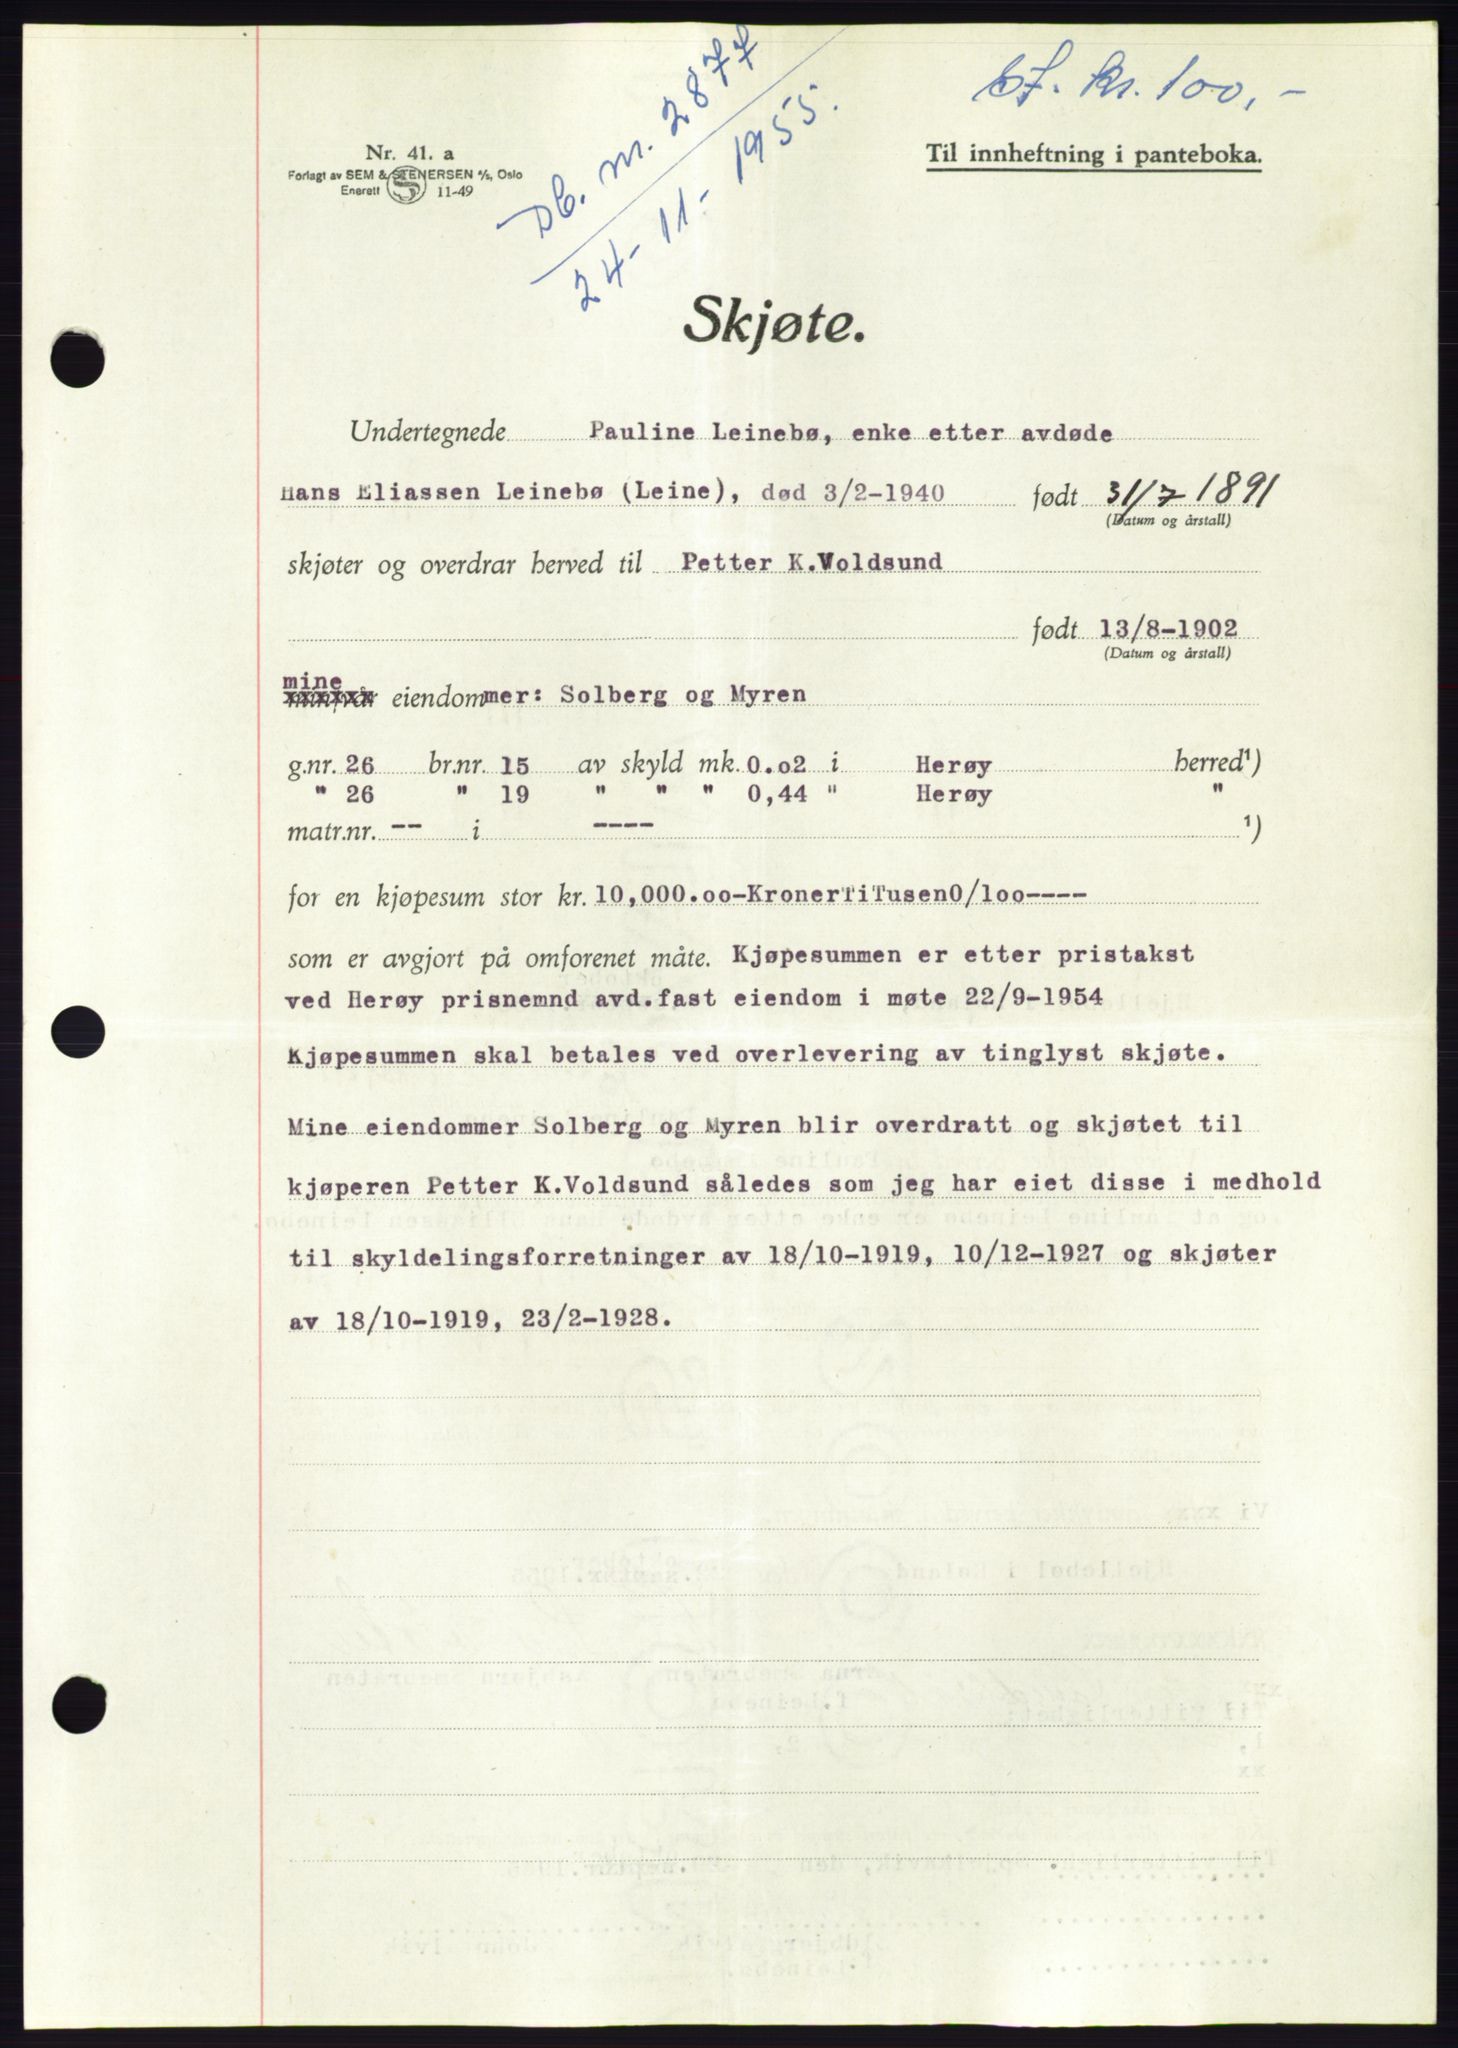 Db. nr. 2877
24-11-1955.
bf. kr. 100,-
Nr. 41. a
Forlagt av SEM & STENERSEN A/S, Oslo
Enerett S 11-49
Til innheftning i panteboka.
Skjøte.
Undertegnede Pauline Leinebø, enke etter avdøde
Hans Eliassen Leinebø (Leine), død 3/2-1940 født 31/7 1891
(Datum og årstall)
skjøter og overdrar herved til Petter K.Voldsund
født 13/8-1902
(Datum og årstall)
mine
xxxxxx eiendommer: Solberg og Myren
g.nr. 26 br.nr. 15 av skyld mk. 0.o2 i Herøy herred¹)
" 26 " 19 " " " 0,44 " Herøy "
matr.nr. -- i ---- ¹)
for en kjøpesum stor kr. 10,000.oo-KronerTiTusen0/loo----
som er avgjort på omforenet måte. Kjøpesummen er etter pristakst
ved Herøy prisnemnd avd.fast eiendom i møte 22/9-1954
Kjøpesummen skal betales ved overlevering av tinglyst skjøte.
Mine eiendommer Solberg og Myren blir overdratt og skjøtet til
kjøperen Petter K.Voldsund således som jeg har eiet disse i medhold
til skyldelingsforretninger av 18/10-1919, 10/12-1927 og skjøter
av 18/10-1919, 23/2-1928.